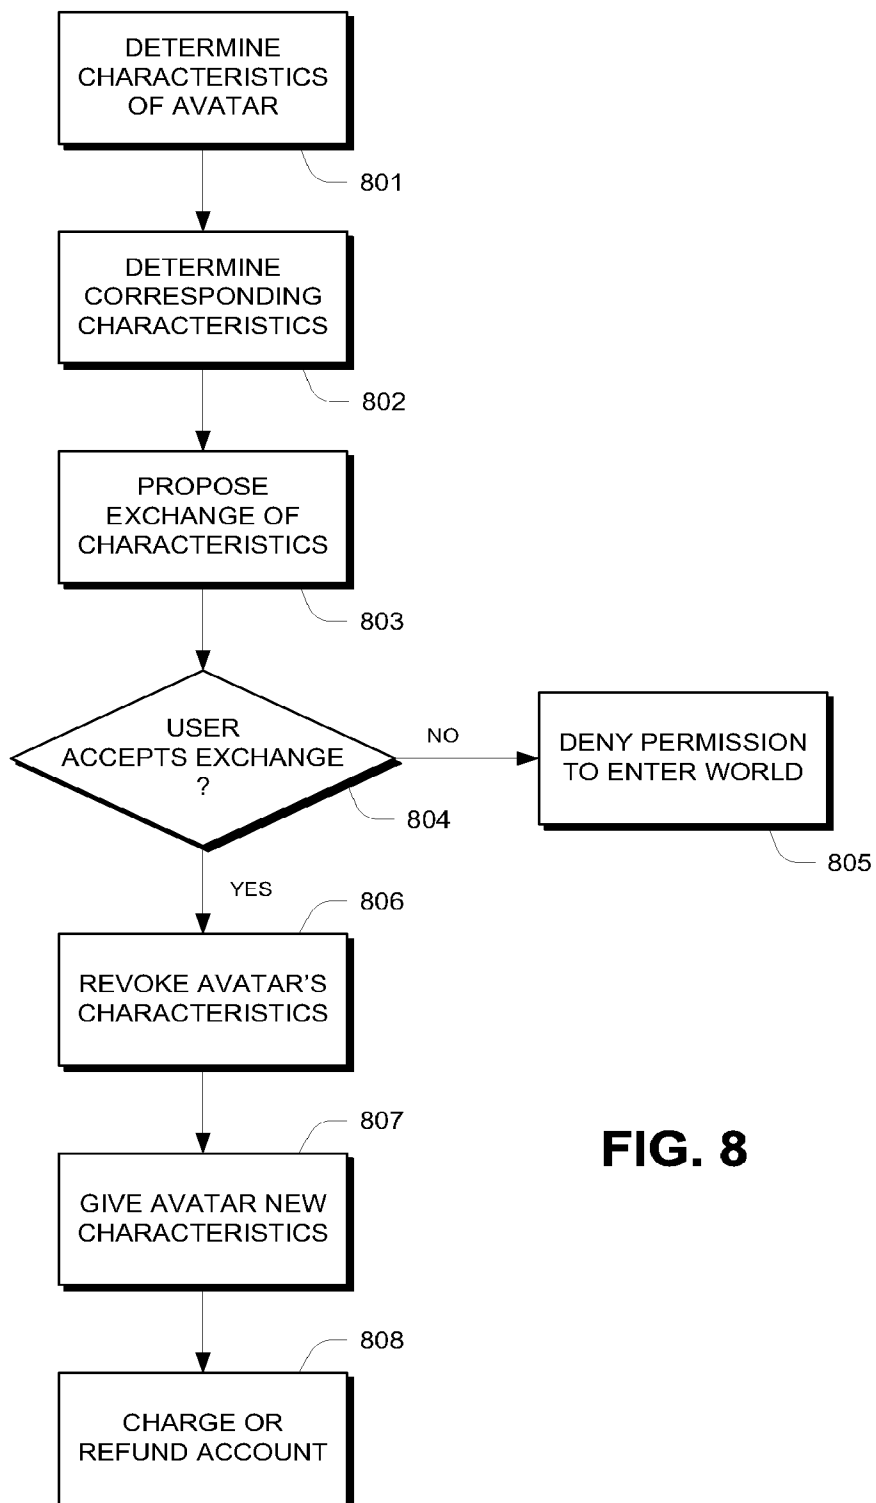 DETERMINE
CHARACTERISTICS
OF AVATAR
801
DETERMINE
CORRESPONDING
CHARACTERISTICS
802
PROPOSE
EXCHANGE OF
CHARACTERISTICS
803
USER
ACCEPTS EXCHANGE
?
804
NO
DENY PERMISSION
TO ENTER WORLD
805
YES
806
REVOKE AVATAR'S
CHARACTERISTICS
807
GIVE AVATAR NEW
CHARACTERISTICS
FIG. 8
808
CHARGE OR
REFUND ACCOUNT